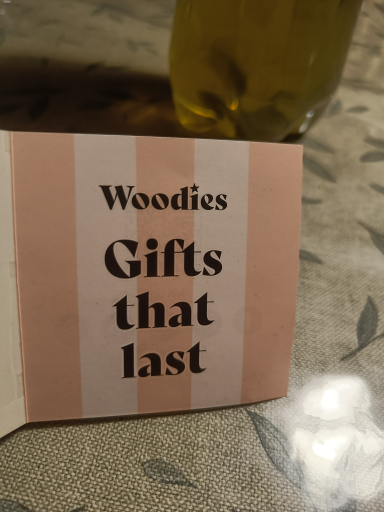 Woodies
Gifts
that
last